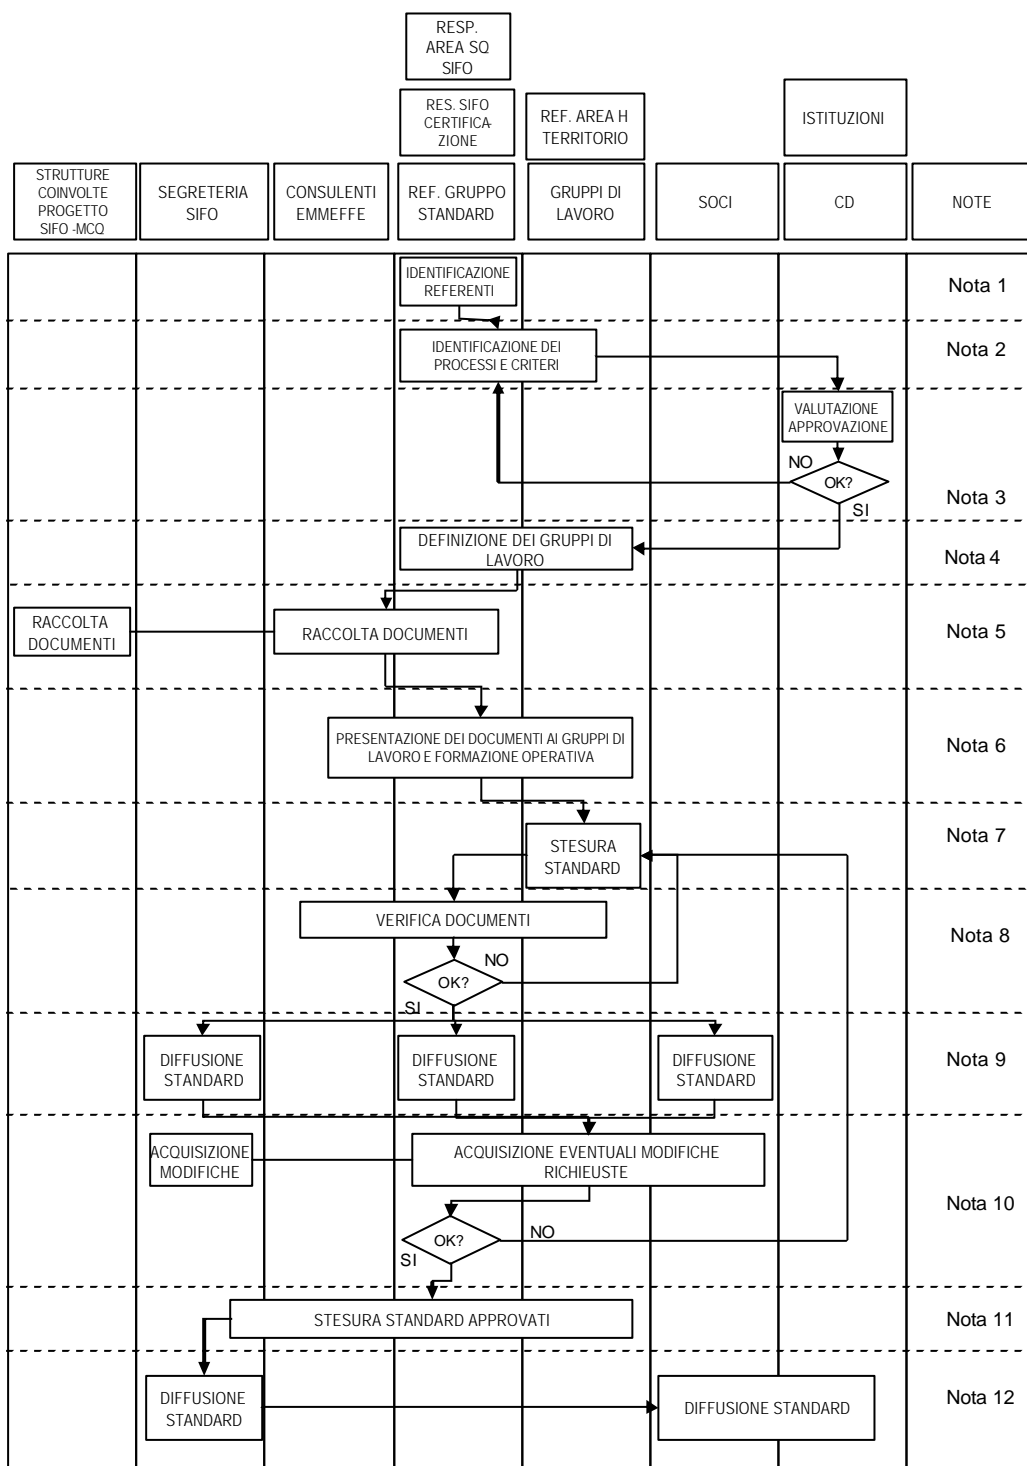 RESP.
AREA SQ
SIFO
RES. SIFO
CERTIFICA-
ZIONE
REF. AREA H
TERRITORIO
ISTITUZIONI
STRUTTURE
COINVOLTE
PROGETTO
SIFO -MCQ
SEGRETERIA
SIFO
CONSULENTI
EMMEFFE
REF. GRUPPO
STANDARD
GRUPPI DI
LAVORO
SOCI
CD
NOTE
IDENTIFICAZIONE
REFERENTI
Nota 1
IDENTIFICAZIONE DEI
PROCESSI E CRITERI
Nota 2
VALUTAZIONE
APPROVAZIONE
NO
OK?
SI
Nota 3
DEFINIZIONE DEI GRUPPI DI
LAVORO
Nota 4
RACCOLTA
DOCUMENTI
RACCOLTA DOCUMENTI
Nota 5
PRESENTAZIONE DEI DOCUMENTI AI GRUPPI DI
LAVORO E FORMAZIONE OPERATIVA
Nota 6
STESURA
STANDARD
Nota 7
VERIFICA DOCUMENTI
Nota 8
NO
OK?
SI
DIFFUSIONE
STANDARD
DIFFUSIONE
STANDARD
DIFFUSIONE
STANDARD
Nota 9
ACQUISIZIONE
MODIFICHE
ACQUISIZIONE EVENTUALI MODIFICHE
RICHIEUSTE
Nota 10
OK?
NO
SI
STESURA STANDARD APPROVATI
Nota 11
DIFFUSIONE
STANDARD
DIFFUSIONE STANDARD
Nota 12